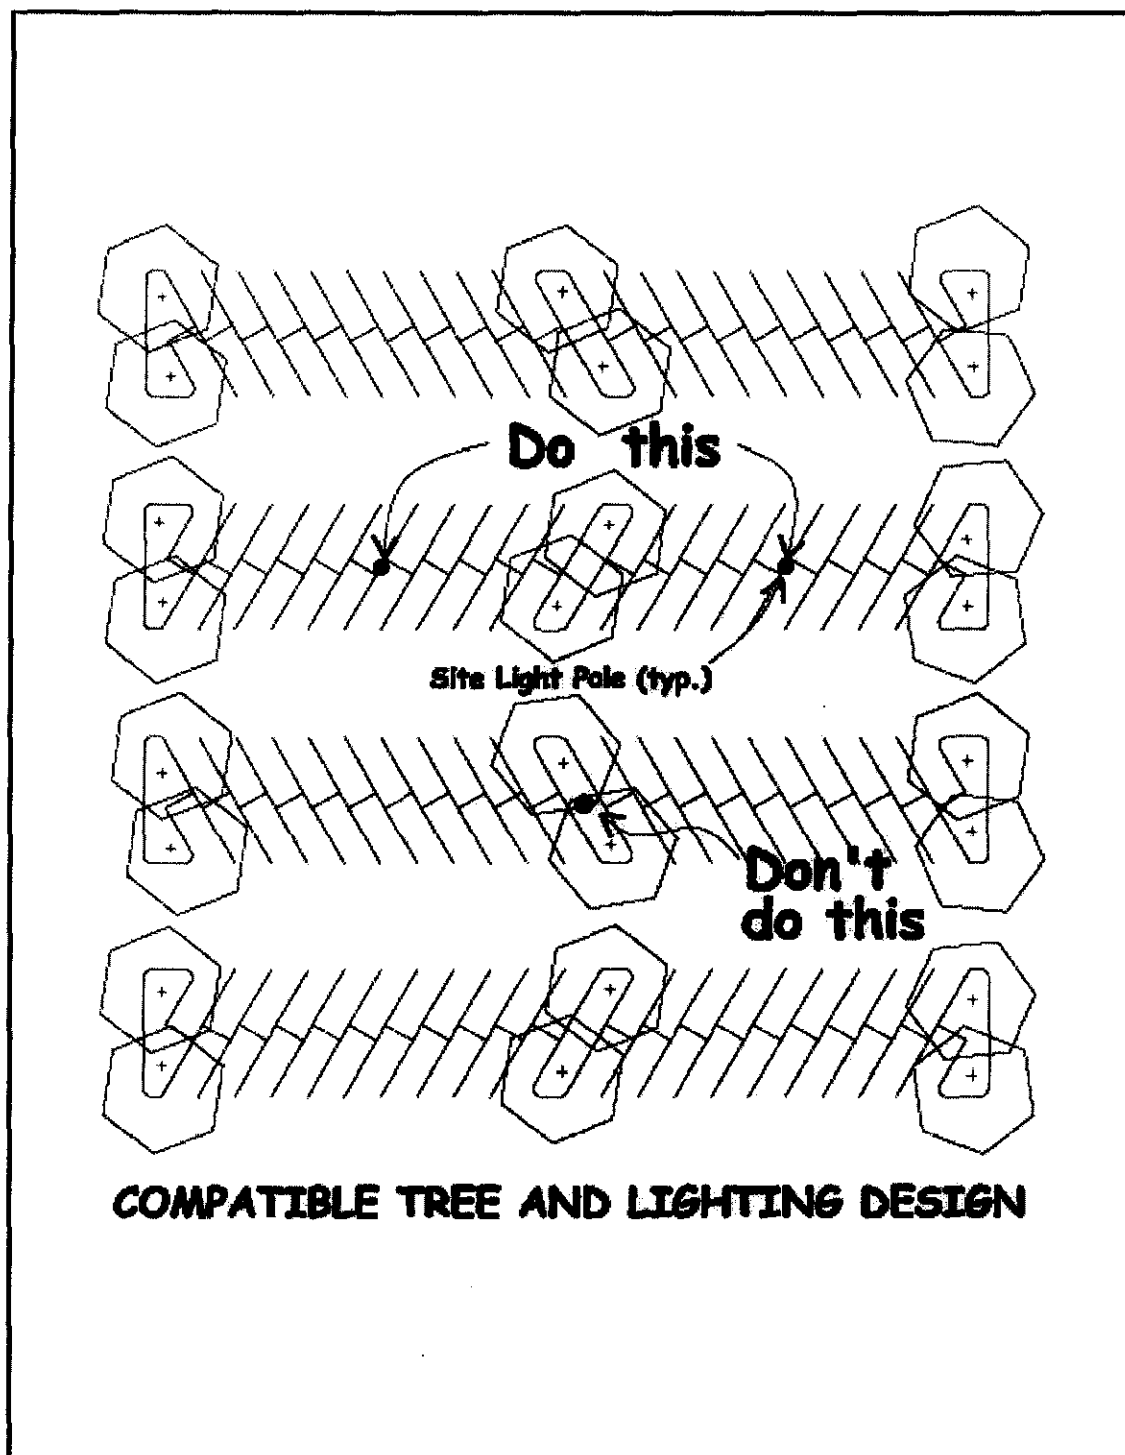 Do this
Site Light Pole (typ.)
Don't
do this
COMPATIBLE TREE AND LIGHTING DESIGN